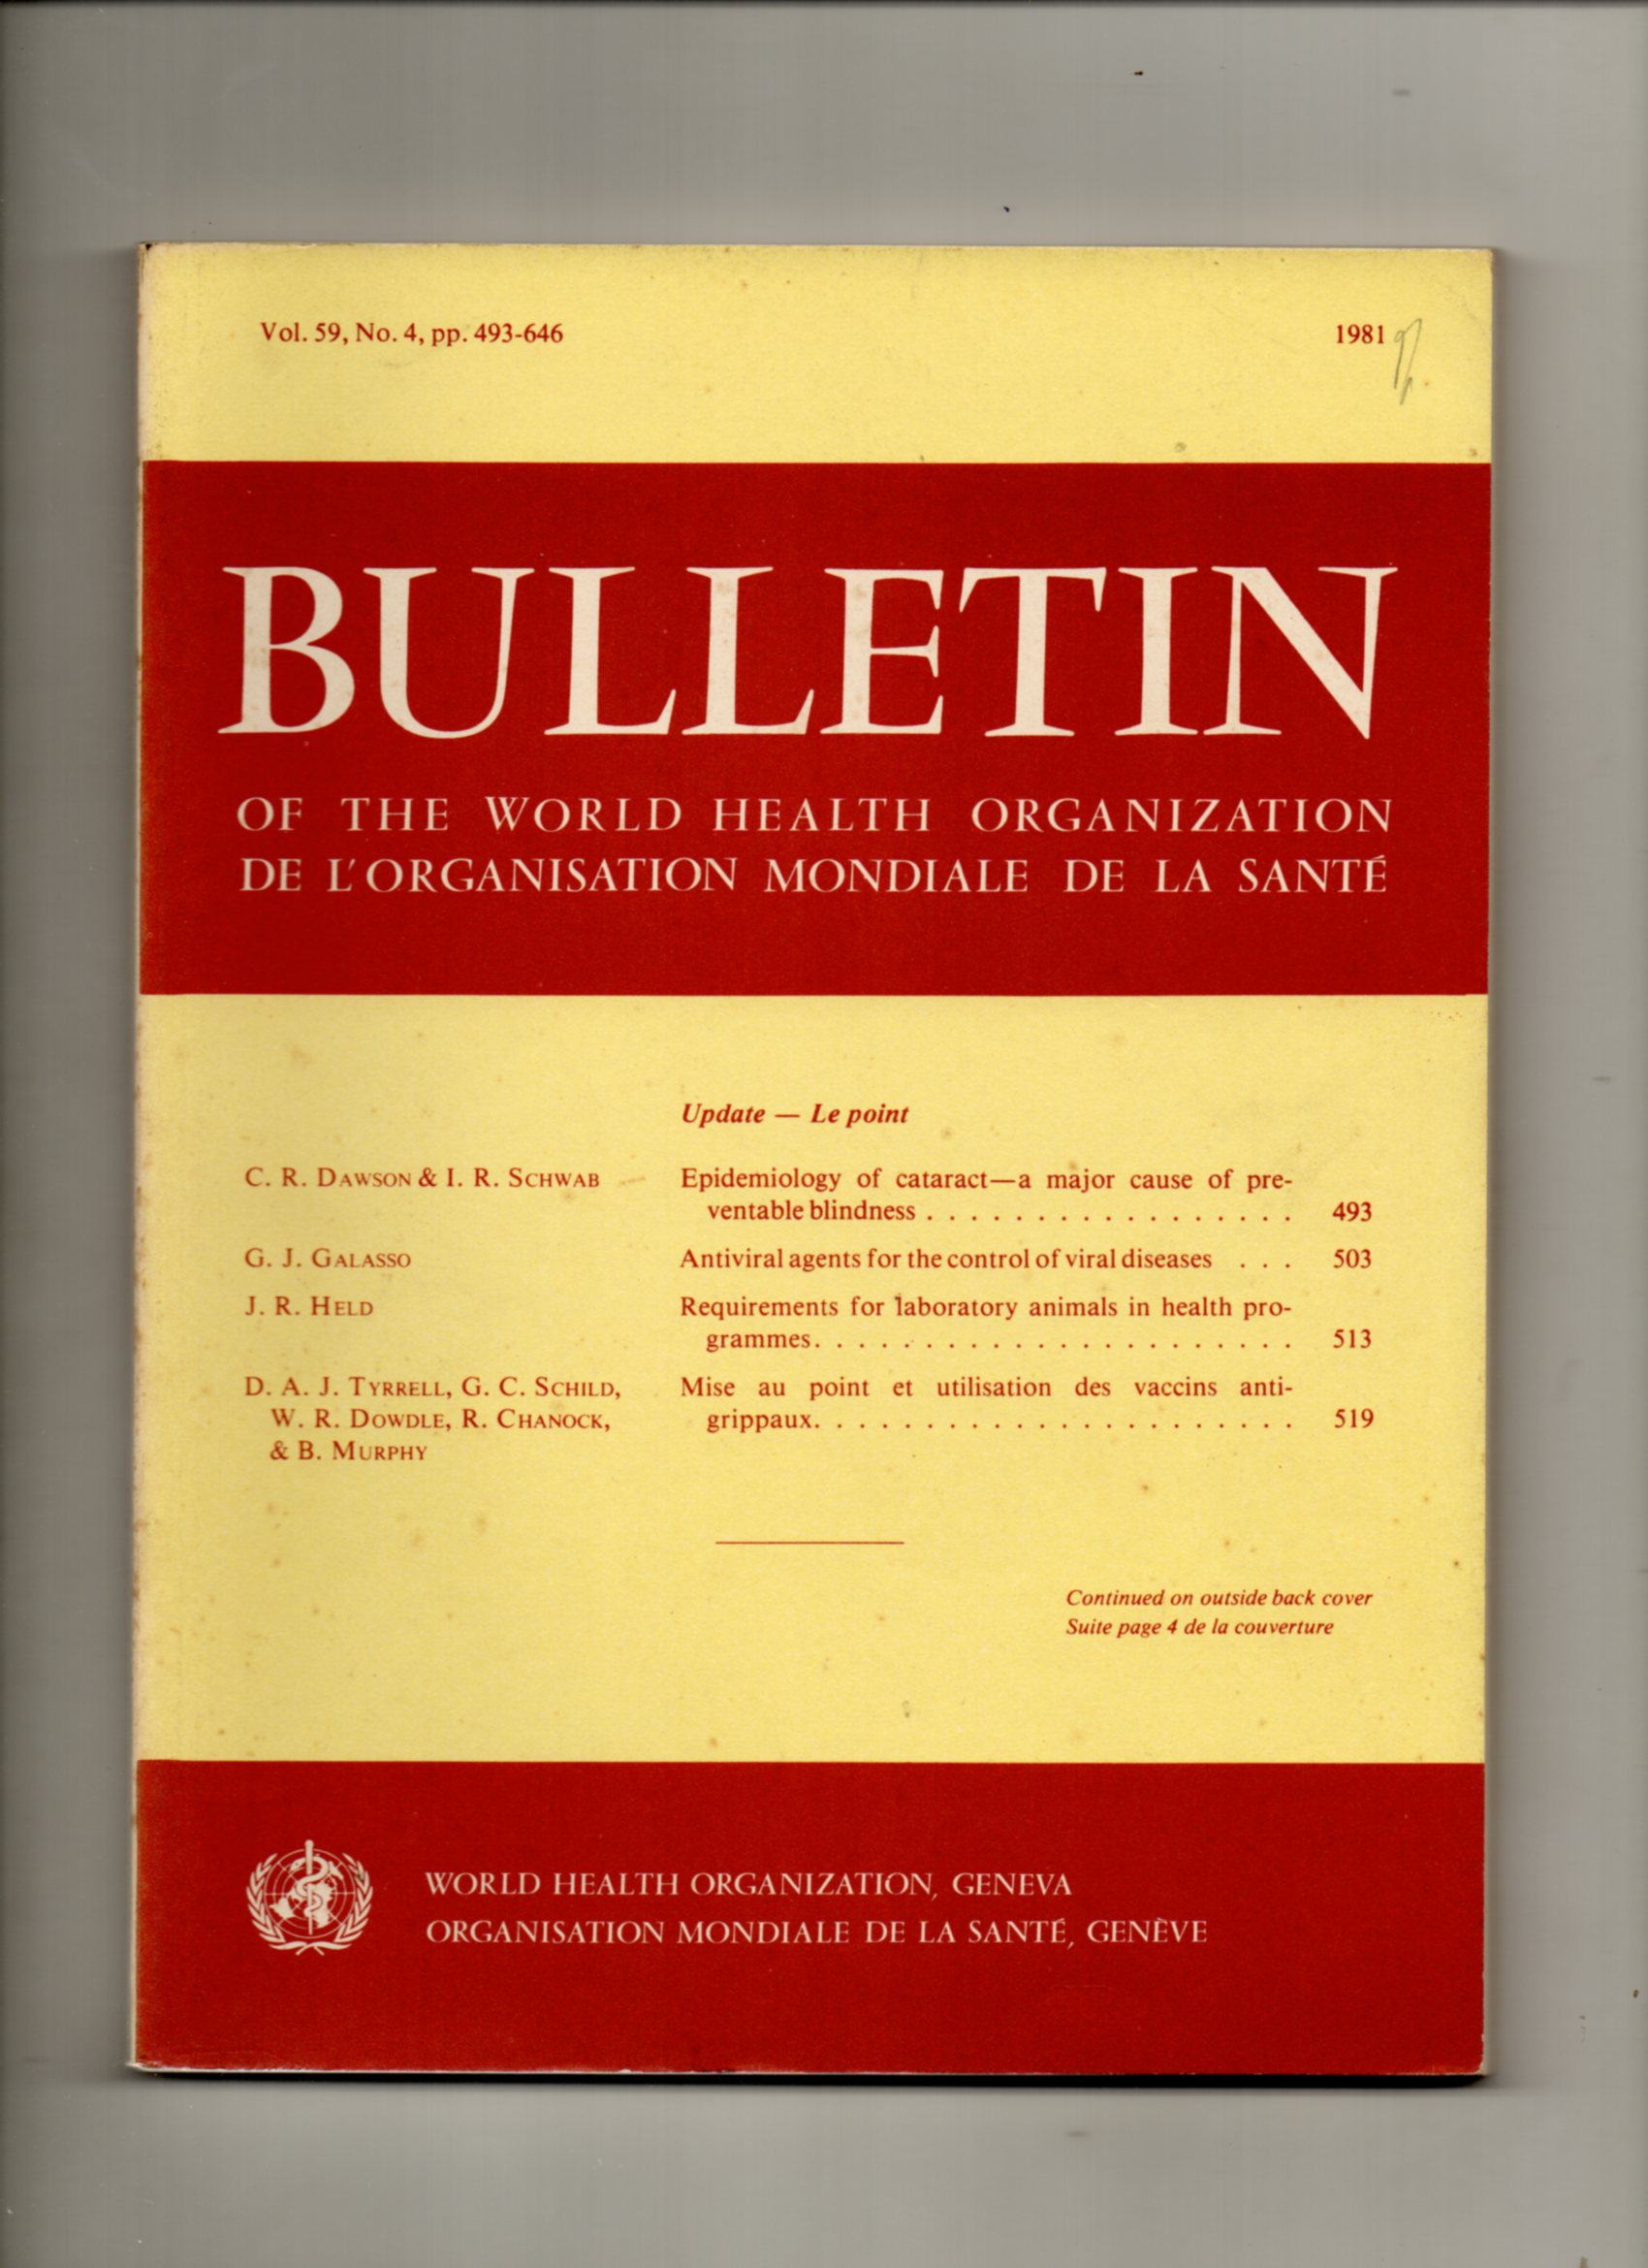 Vol. 59, No. 4, pp. 493-646 1981
BULLETIN
OF THE WORLD HEALTH ORGANIZATION
DE L'ORGANISATION MONDIALE DE LA SANTÉ
Update — Le point
C. R. DAWSON & I. R. SCHWAB Epidemiology of cataract—a major cause of pre-
ventable blindness . . . . . . . . . . . . . . . . . 493
G. J. GALASSO Antiviral agents for the control of viral diseases . . . 503
J. R. HELD Requirements for laboratory animals in health pro-
grammes. . . . . . . . . . . . . . . . . . . . . . 513
D. A. J. TYRRELL, G. C. SCHILD, Mise au point et utilisation des vaccins anti-
W. R. DOWDLE, R. CHANOCK, grippaux. . . . . . . . . . . . . . . . . . . . . . 519
& B. MURPHY
Continued on outside back cover
Suite page 4 de la couverture
WORLD HEALTH ORGANIZATION, GENEVA
ORGANISATION MONDIALE DE LA SANTÉ, GENÈVE